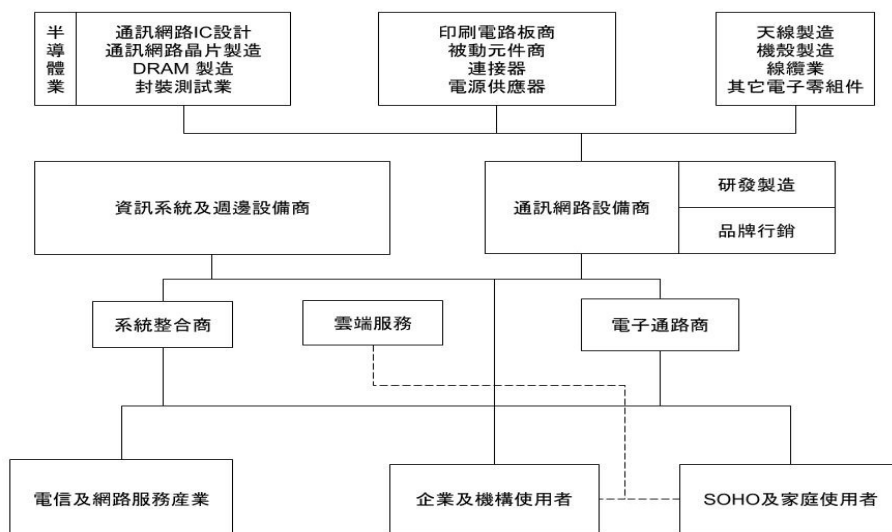 半導體業
通訊網路IC設計
通訊網路晶片製造
DRAM 製造
封裝測試業
印刷電路板商
被動元件商
連接器
電源供應器
天線製造
機殼製造
線纜業
其它電子零組件
資訊系統及週邊設備商
通訊網路設備商
研發製造
品牌行銷
系統整合商
雲端服務
電子通路商
電信及網路服務產業
企業及機構使用者
SOHO及家庭使用者